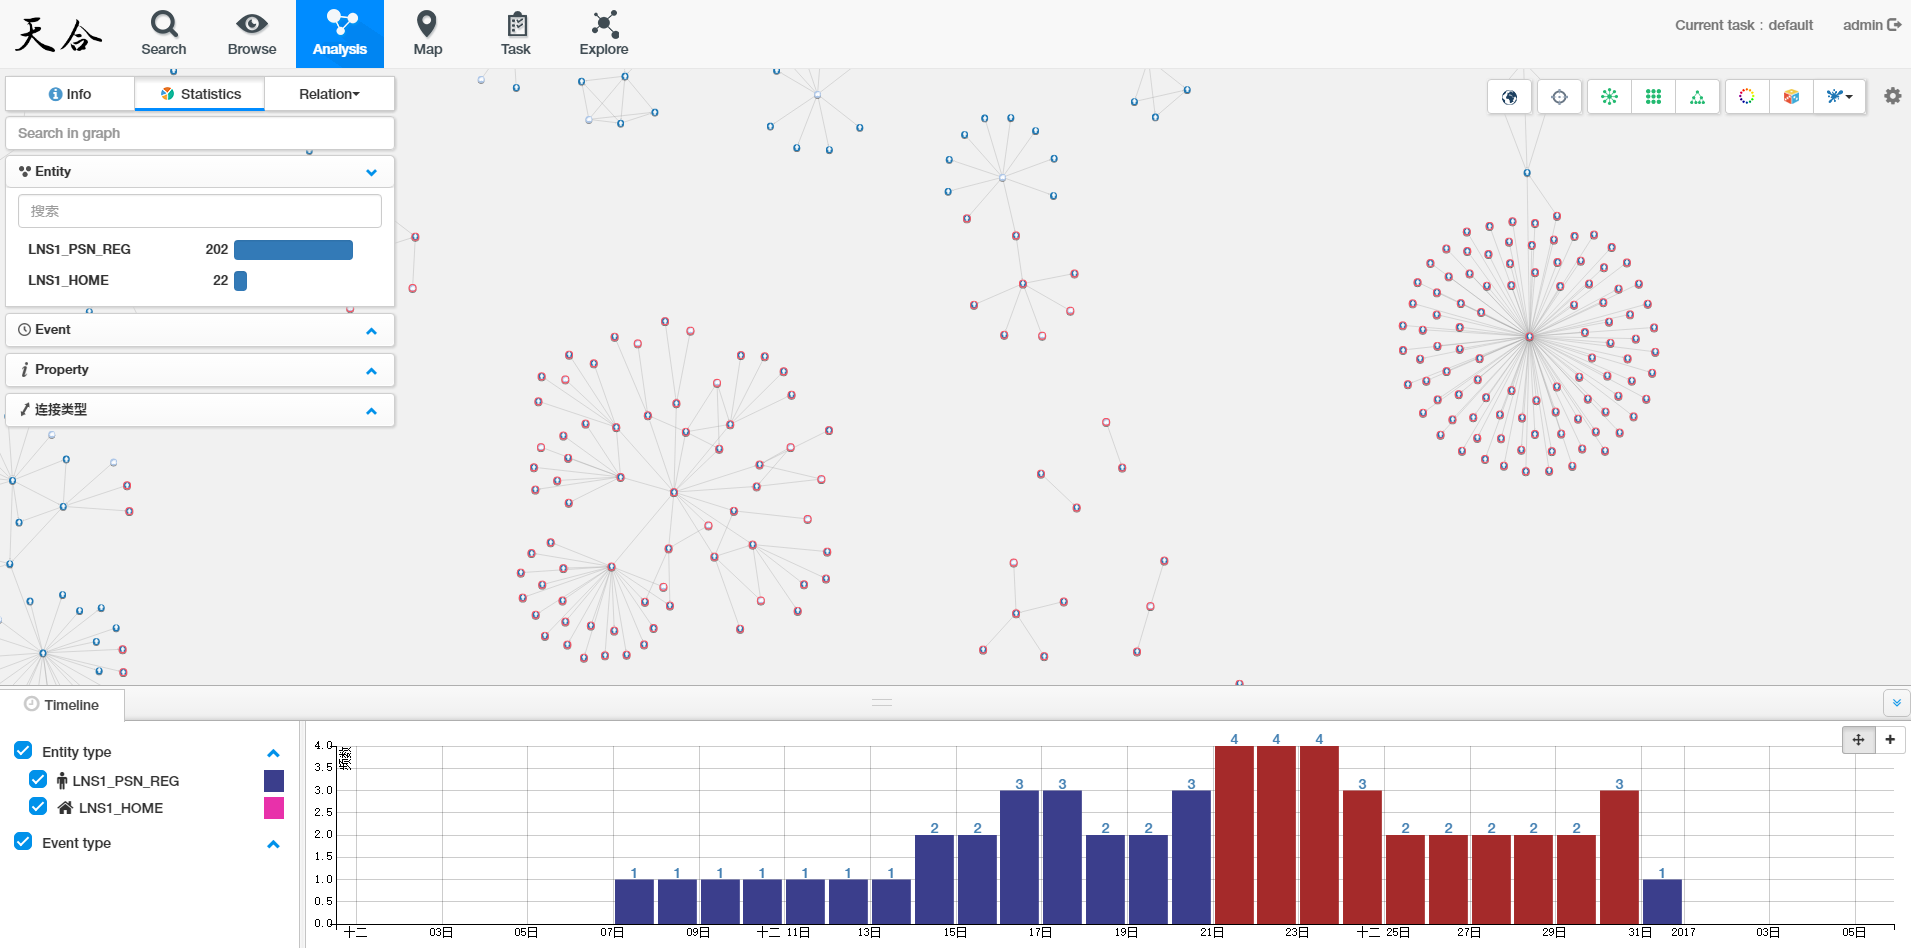 天合
Search
Browse
Analysis
Map
Task
Explore
Current task : default
admin
Info
Statistics
Relation
Search in graph
Entity
搜索
LNS1_PSN_REG 202
LNS1_HOME 22
Event
Property
连接类型
Timeline
Entity type
LNS1_PSN_REG
LNS1_HOME
Event type
频数
4.0
3.5
3.0
2.5
2.0
1.5
1.0
0.5
0.0
1 1 1 1 1 1 1 2 2 3 3 2 2 3 4 4 4 3 2 2 2 2 2 3 1
十二 03日 05日 07日 09日 十二 11日 13日 15日 17日 19日 21日 23日 十二 25日 27日 29日 31日 2017 03日 05日